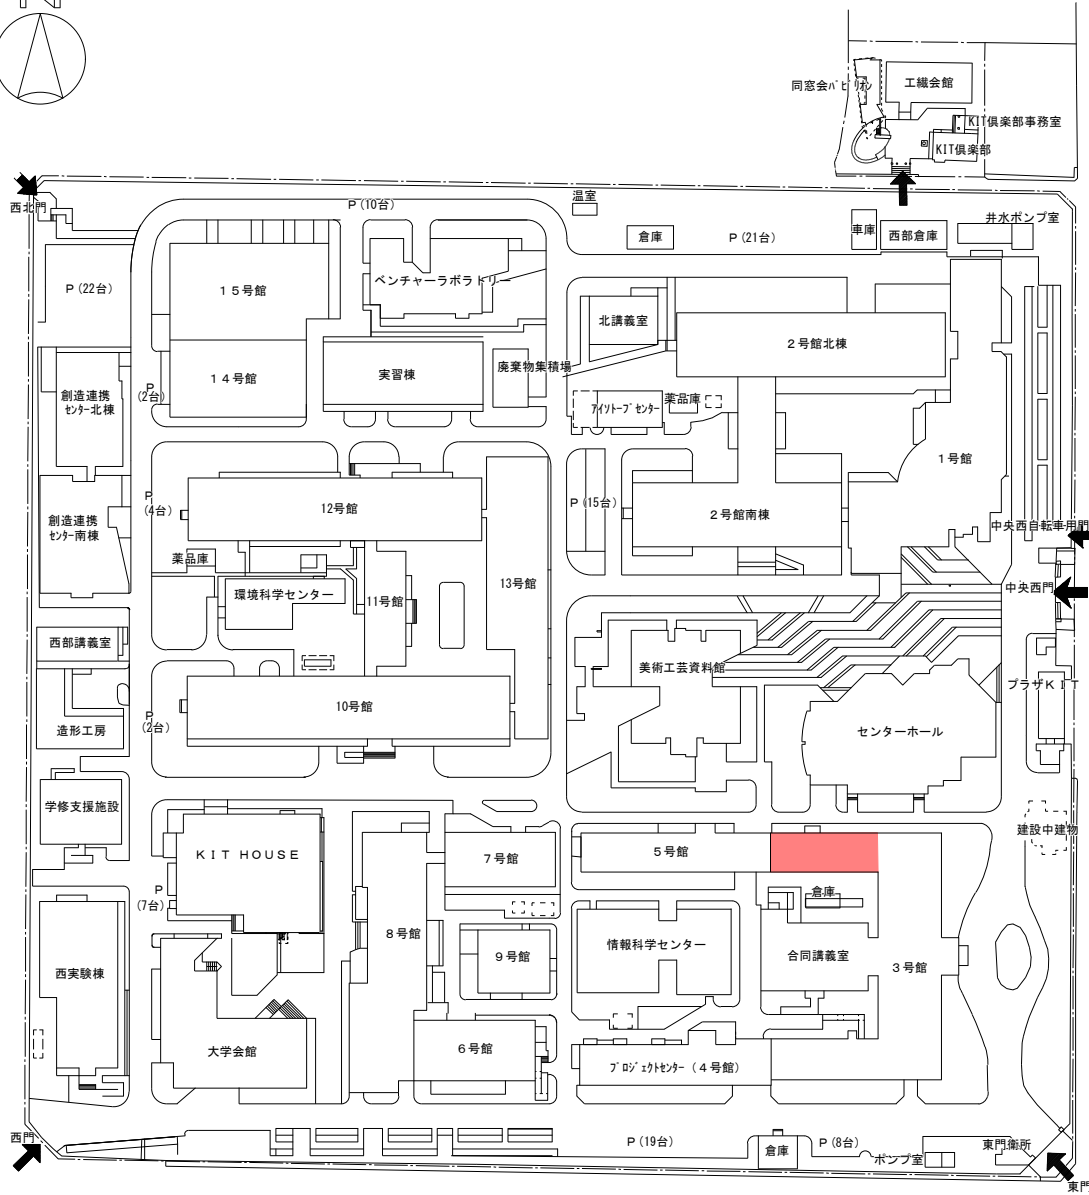 N
同窓会パビリオン
工繊会館
KIT倶楽部事務室
KIT倶楽部
西北門
P (10台)
温室
倉庫
P (21台)
車庫
西部倉庫
井水ポンプ室
P (22台)
15号館
ベンチャーラボラトリー
北講義室
2号館北棟
14号館
実習棟
廃棄物集積場
P
(2台)
創造連携
センター北棟
アイソトープセンター
薬品庫
1号館
P
(4台)
12号館
P (15台)
2号館南棟
創造連携
センター南棟
中央西自転車用門
薬品庫
環境科学センター
11号館
13号館
中央西門
西部講義室
美術工芸資料館
プラザKIT
造形工房
P
(2台)
10号館
センターホール
学修支援施設
建設中建物
KIT HOUSE
7号館
5号館
P
(7台)
倉庫
8号館
9号館
情報科学センター
合同講義室
3号館
西実験棟
大学会館
6号館
プロジェクトセンター (4号館)
西門
P (19台)
倉庫
P (8台)
ポンプ室
東門衛所
東門